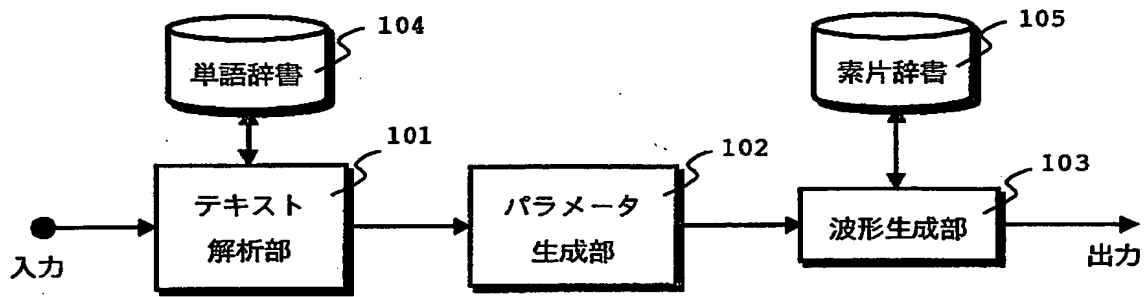 104
単語辞書
105
素片辞書
101
テキスト
解析部
102
パラメータ
生成部
103
波形生成部
入力
出力